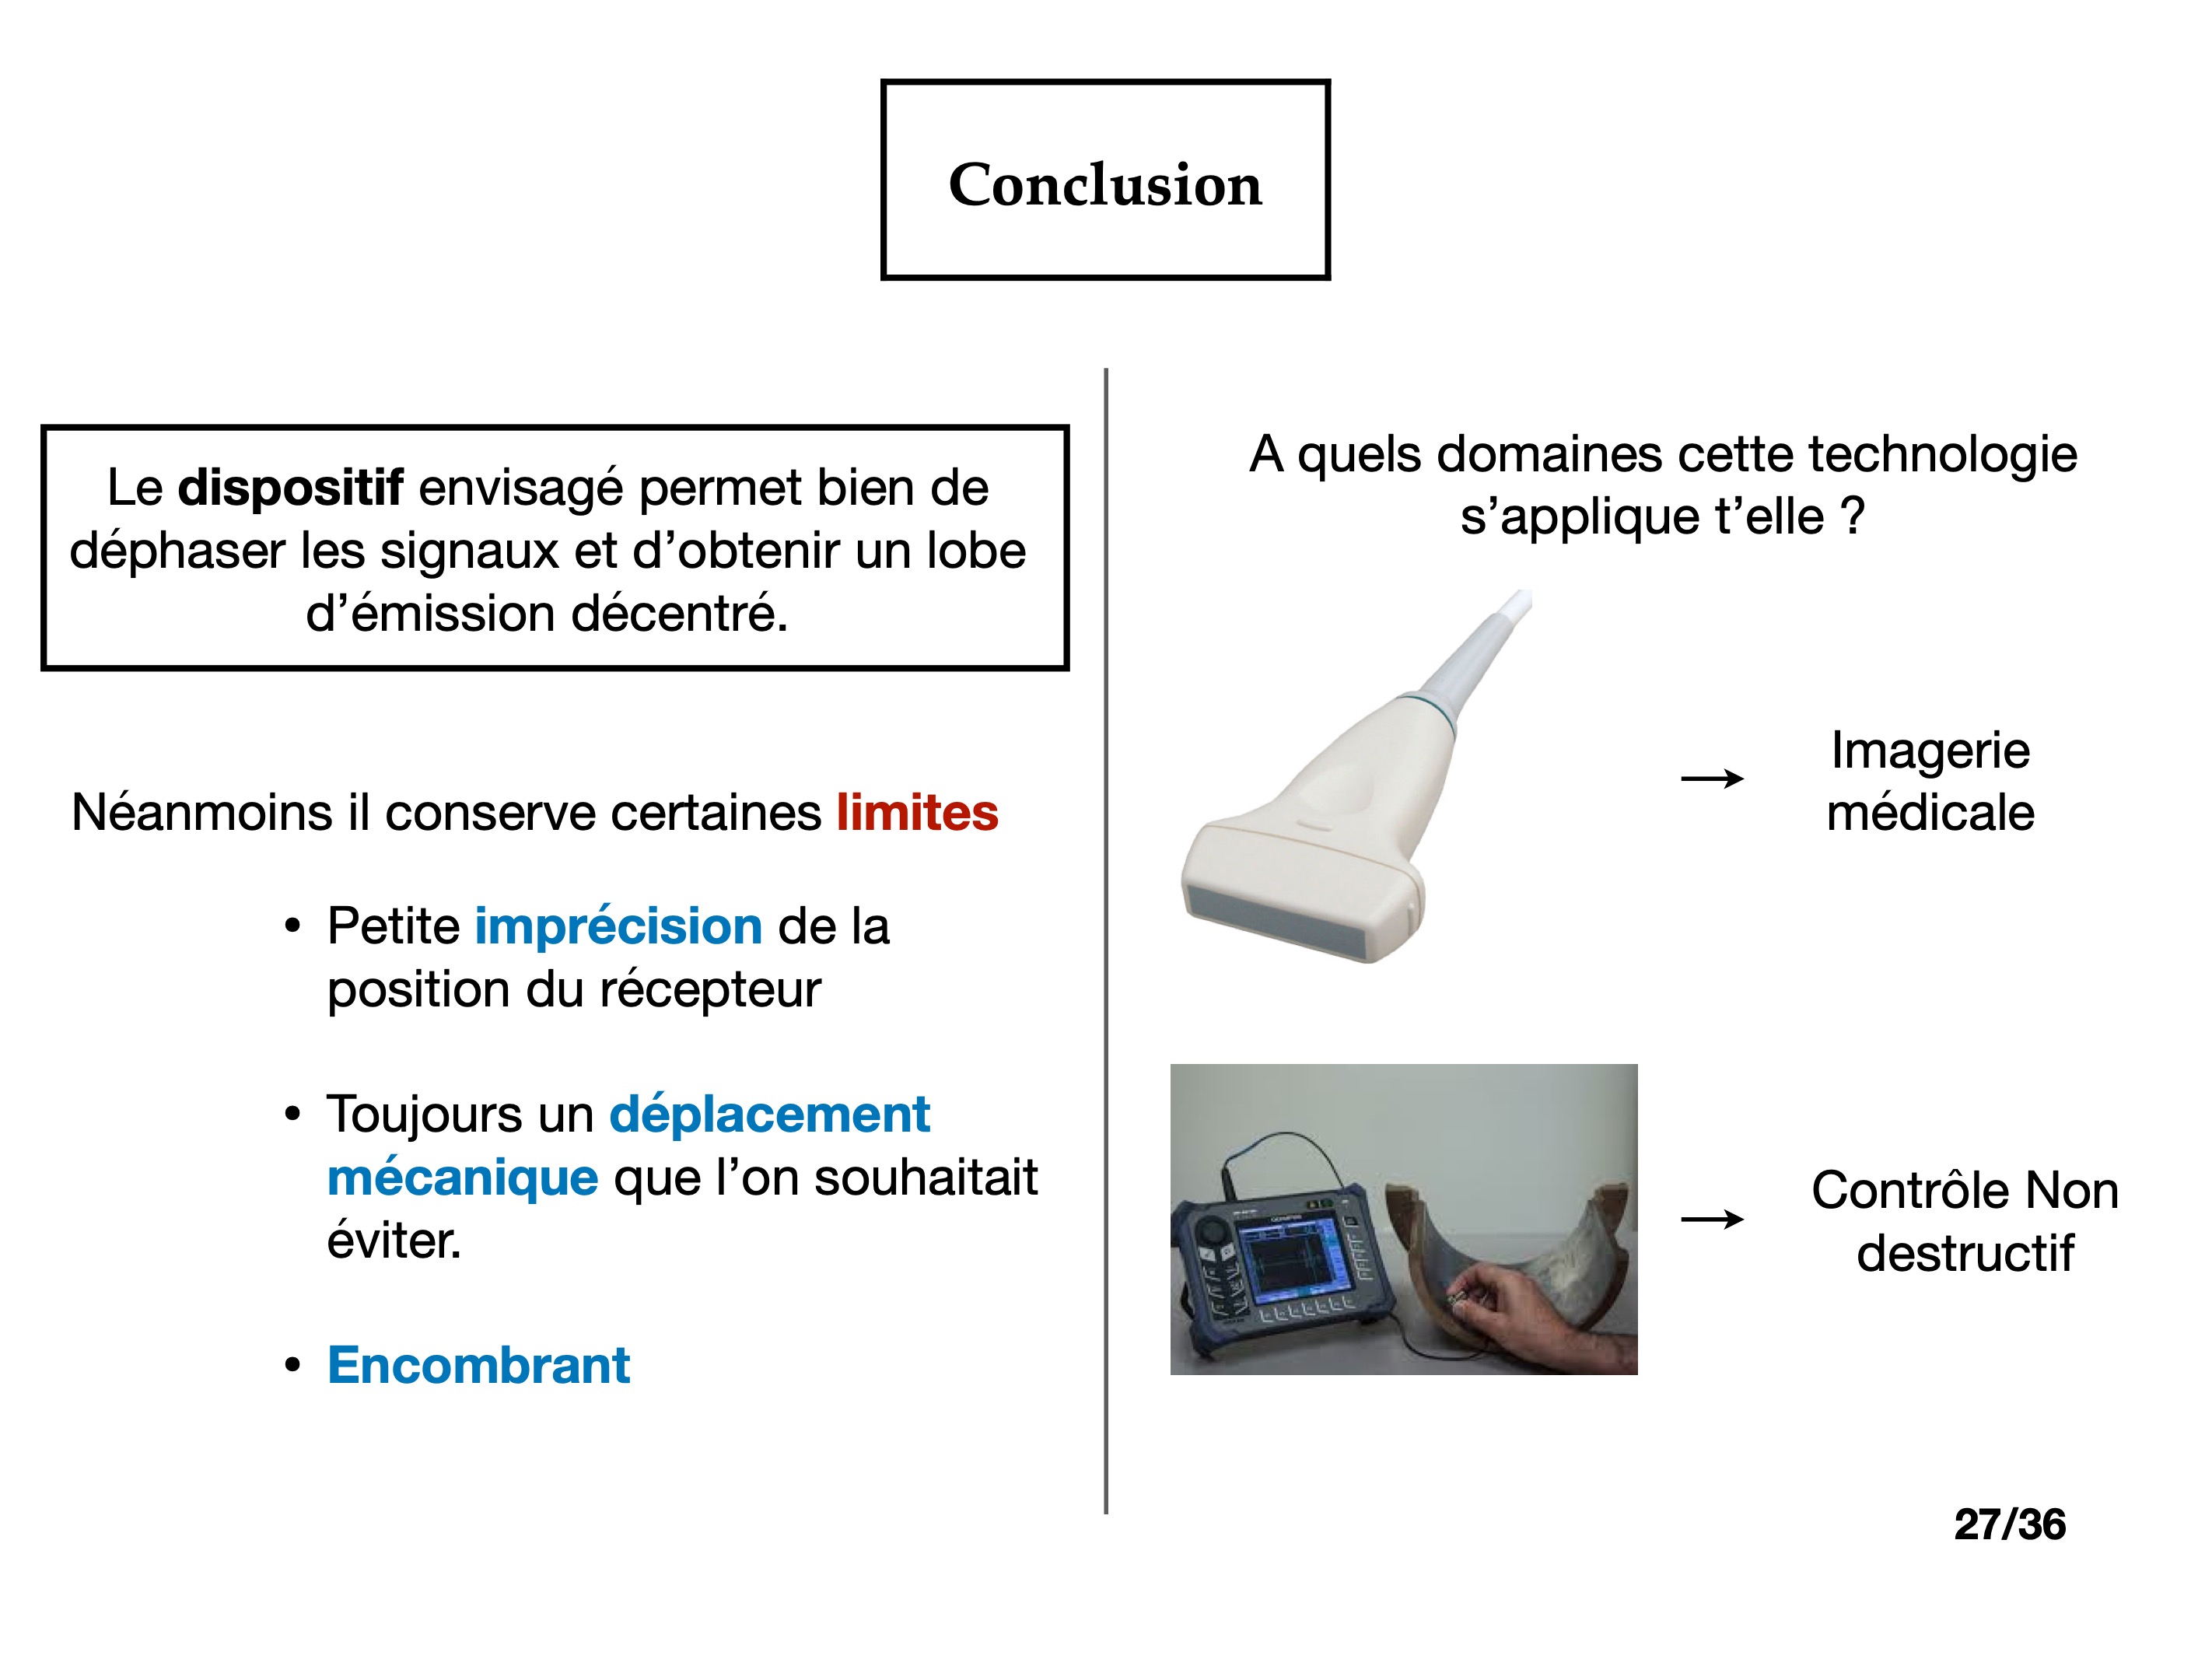 Conclusion
Le dispositif envisagé permet bien de
déphaser les signaux et d’obtenir un lobe
d’émission décentré.
Néanmoins il conserve certaines limites
• Petite imprécision de la
position du récepteur
• Toujours un déplacement
mécanique que l’on souhaitait
éviter.
• Encombrant
A quels domaines cette technologie
s’applique t’elle ?
→ Imagerie
médicale
→ Contrôle Non
destructif
27/36